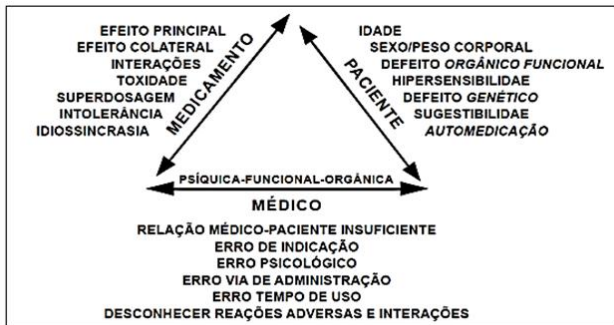 EFEITO PRINCIPAL
EFEITO COLATERAL
INTERAÇÕES
TOXIDADE
SUPERDOSAGEM
INTOLERÂNCIA
IDIOSSINCRASIA
MEDICAMENTO
PACIENTE
IDADE
SEXO/PESO CORPORAL
DEFEITO ORGÂNICO FUNCIONAL
HIPERSENSIBILIDAE
DEFEITO GENÉTICO
SUGESTIBILIDAE
AUTOMEDICAÇÃO
PSÍQUICA-FUNCIONAL-ORGÂNICA
MÉDICO
RELAÇÃO MÉDICO-PACIENTE INSUFICIENTE
ERRO DE INDICAÇÃO
ERRO PSICOLÓGICO
ERRO VIA DE ADMINISTRAÇÃO
ERRO TEMPO DE USO
DESCONHECER REAÇÕES ADVERSAS E INTERAÇÕES